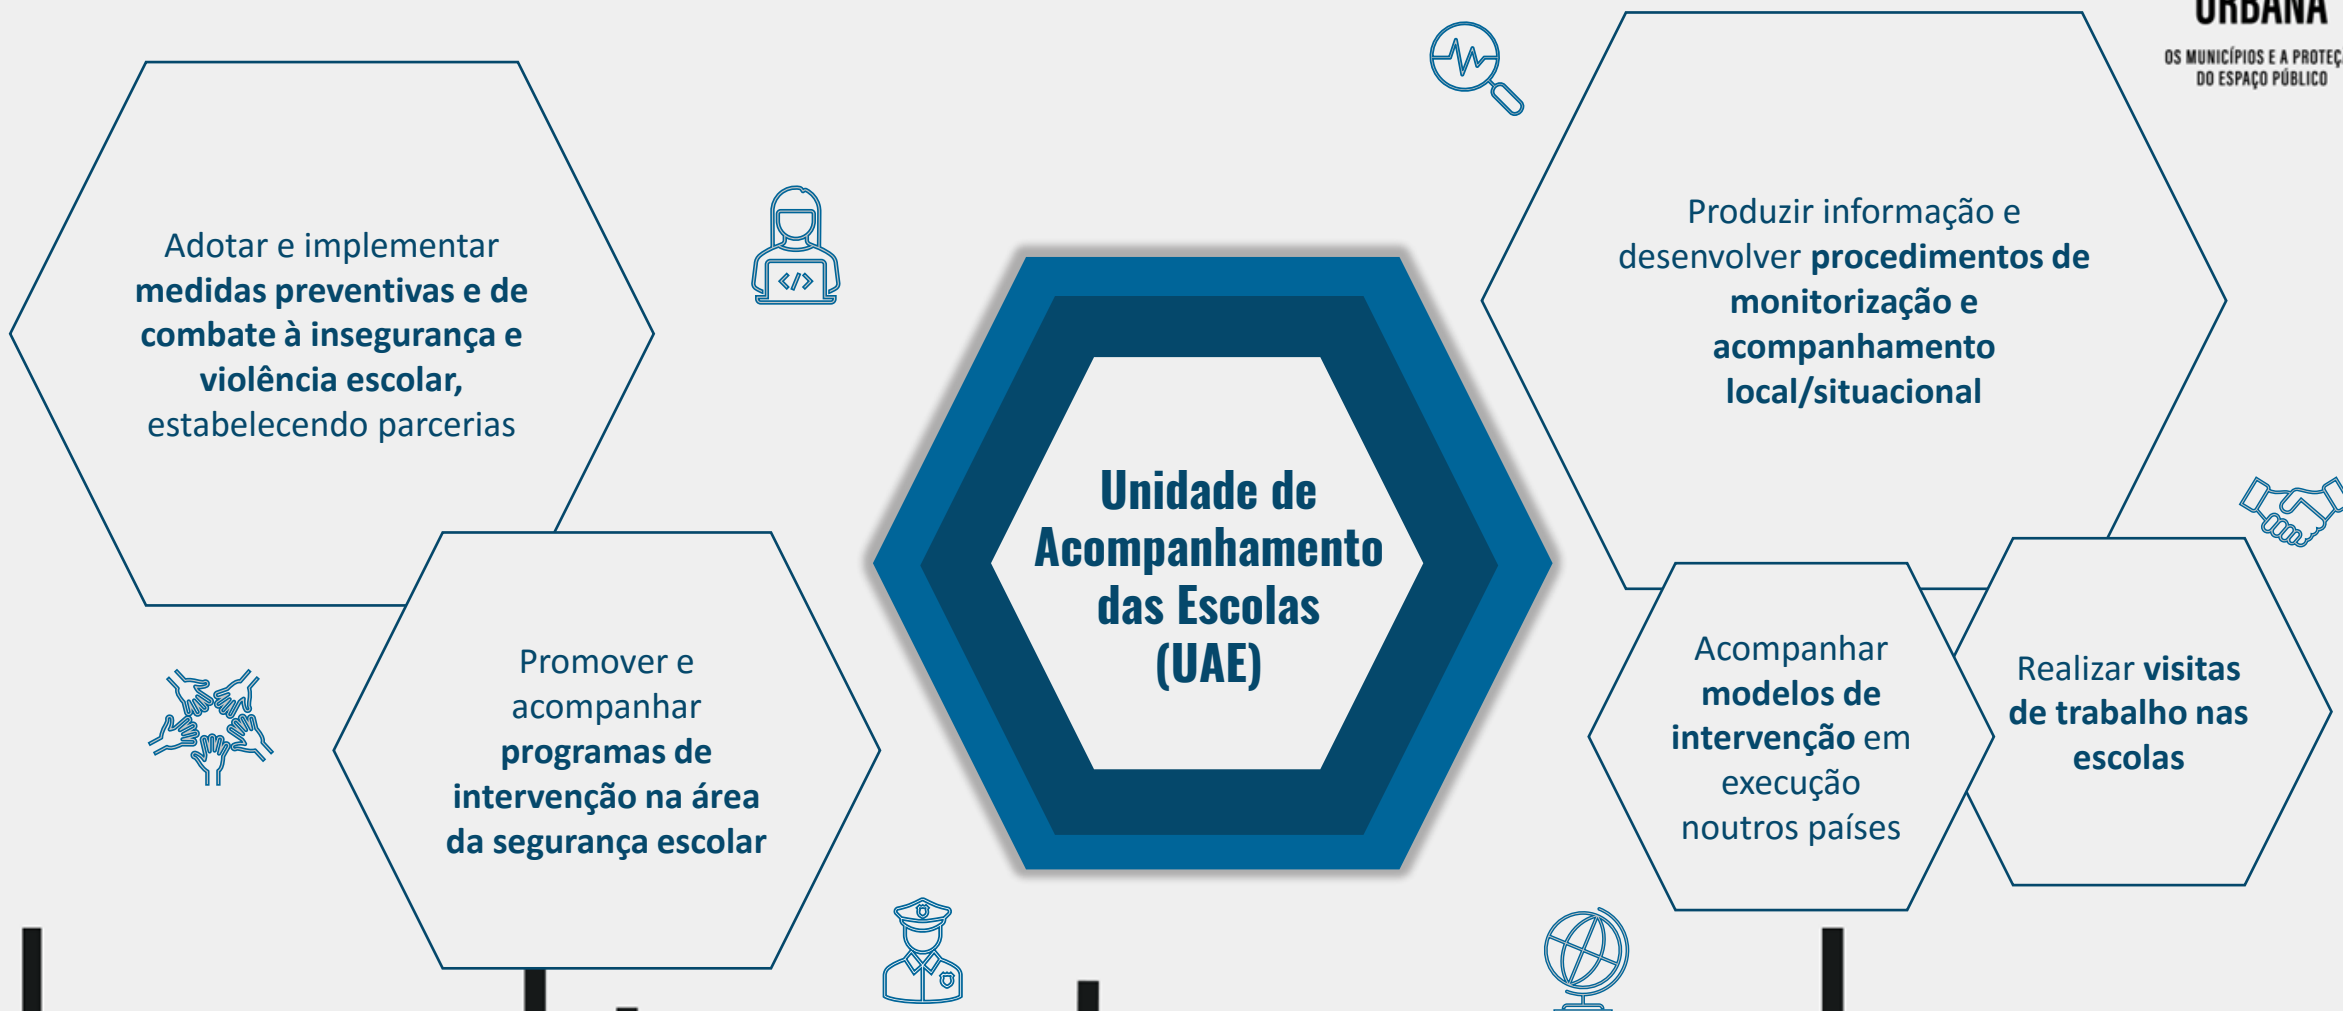 URBANA
OS MUNICÍPIOS E A
DO ESPAÇO PÚBLICO
Adotar e implementar
medidas preventivas e de
combate à insegurança e
violência escolar,
estabelecendo parcerias
</>
Promover e
acompanhar
programas de
intervenção na área
da segurança escolar
Unidade de
Acompanhamento
das Escolas
(UAE)
Produzir informação e
desenvolver procedimentos de
monitorização e
acompanhamento
local/situacional
Acompanhar
modelos de
intervenção em
execução
noutros países
Realizar visitas
de trabalho nas
escolas